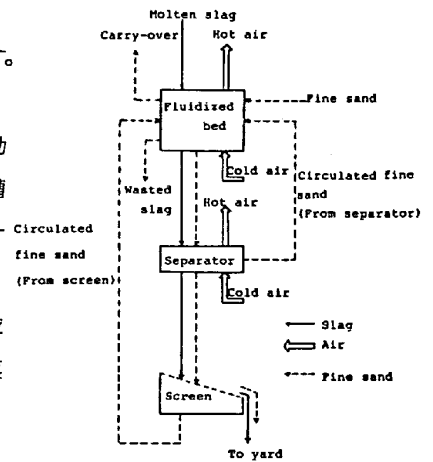 Molten slag
Carry-over
Hot air
Fluidized
bed
Fine sand
Cold air
Wasted
slag
Hot air
Circulated fine
sand
(From separator)
Circulated
fine sand
(From screen)
Separator
Cold air
Slag
Air
Fine sand
Screen
To yard